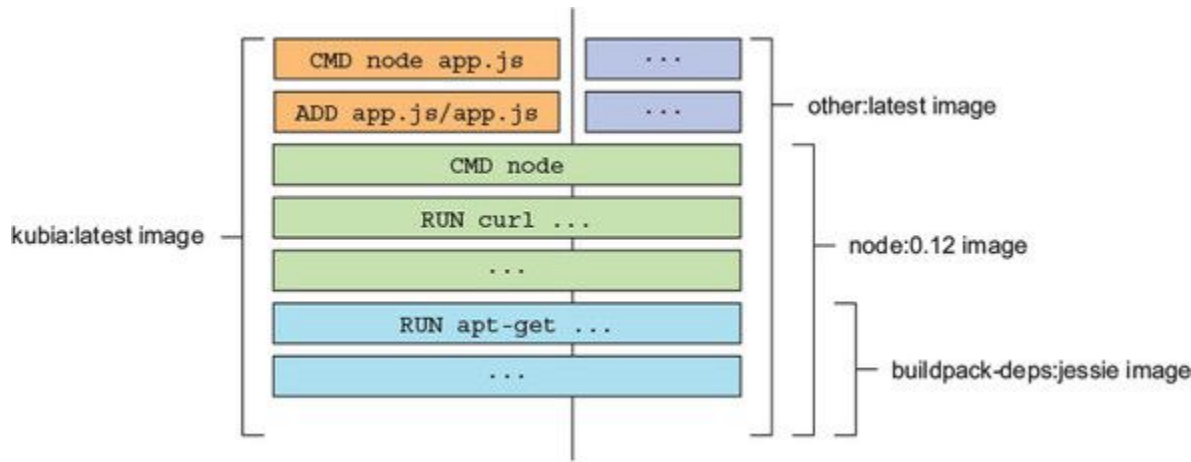 CMD node app.js
...
ADD app.js/app.js
...
other:latest image
CMD node
RUN curl ...
kubia:latest image
node:0.12 image
...
RUN apt-get ...
buildpack-deps:jessie image
...